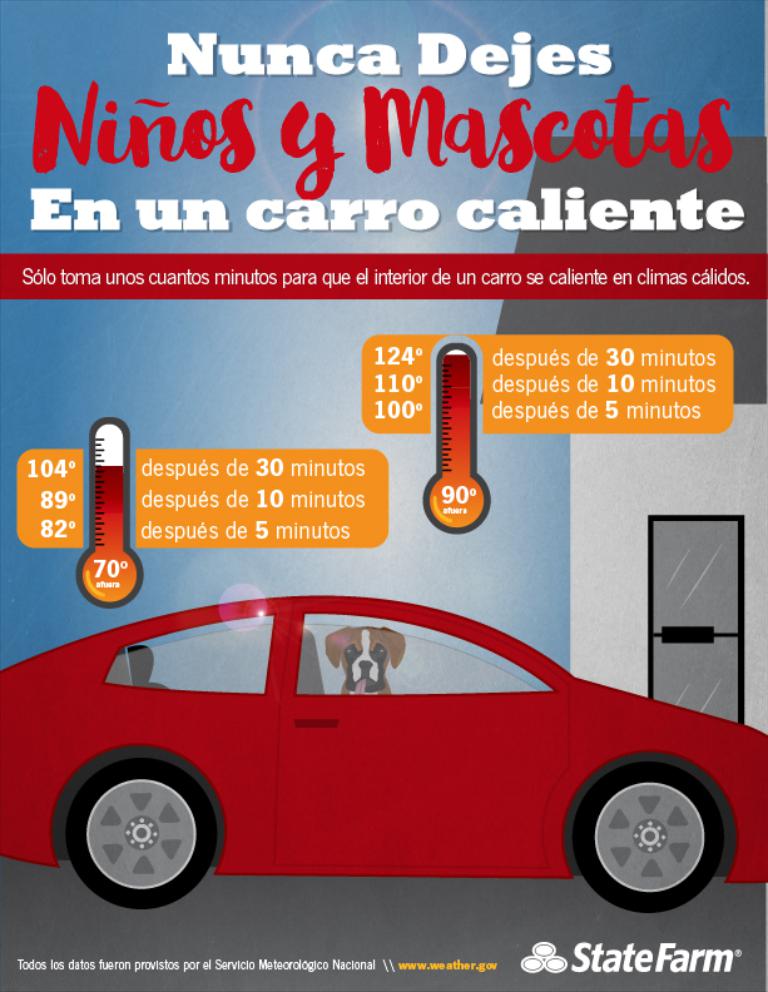 Nunca Dejes
Niños y Mascotas
En un carro caliente
Sólo toma unos cuantos minutos para que el interior de un carro se caliente en climas cálidos.
124º después de 30 minutos
110º después de 10 minutos
100º después de 5 minutos
90º
afuera
104º después de 30 minutos
89º después de 10 minutos
82º después de 5 minutos
70º
afuera
Todos los datos fueron provistos por el Servicio Meteorológico Nacional \\ www.weather.gov
StateFarm®